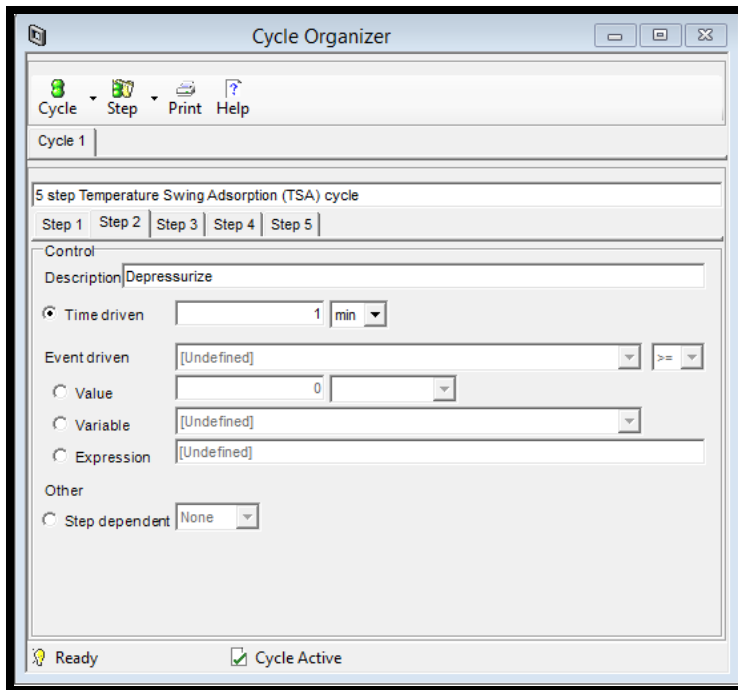 Cycle Organizer
Cycle Step Print Help
Cycle 1
5 step Temperature Swing Adsorption (TSA) cycle
Step 1 Step 2 Step 3 Step 4 Step 5
Control
Description Depressurize
Time driven 1 min
Event driven [Undefined] >=
Value 0
Variable [Undefined]
Expression [Undefined]
Other
Step dependent None
Ready Cycle Active